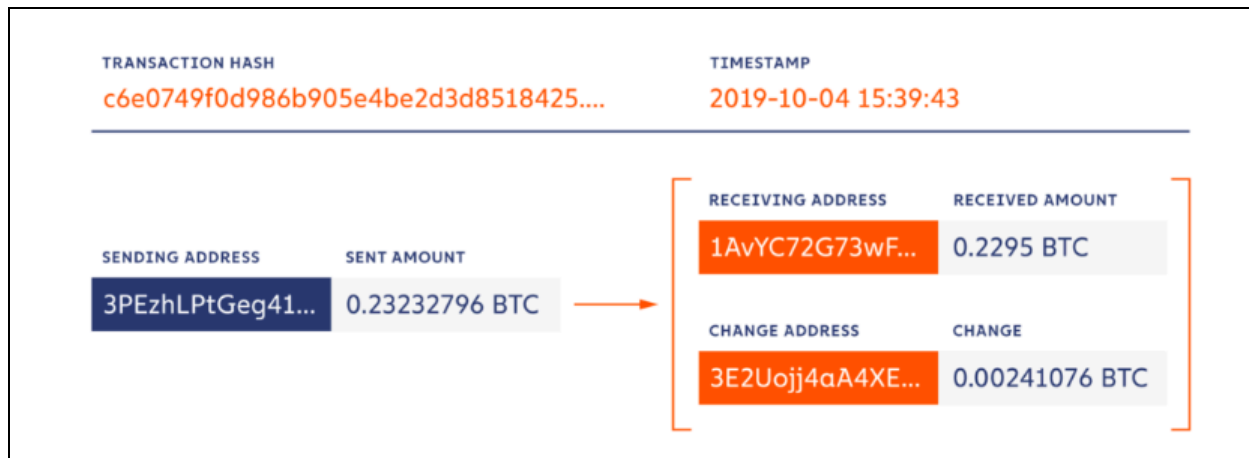 TRANSACTION HASH
c6e0749f0d986b905e4be2d3d8518425....
TIMESTAMP
2019-10-04 15:39:43
SENDING ADDRESS
3PEzhLPtGeg41...
SENT AMOUNT
0.23232796 BTC
RECEIVING ADDRESS
1AvYC72G73wF...
RECEIVED AMOUNT
0.2295 BTC
CHANGE ADDRESS
3E2Uojj4aA4XE...
CHANGE
0.00241076 BTC